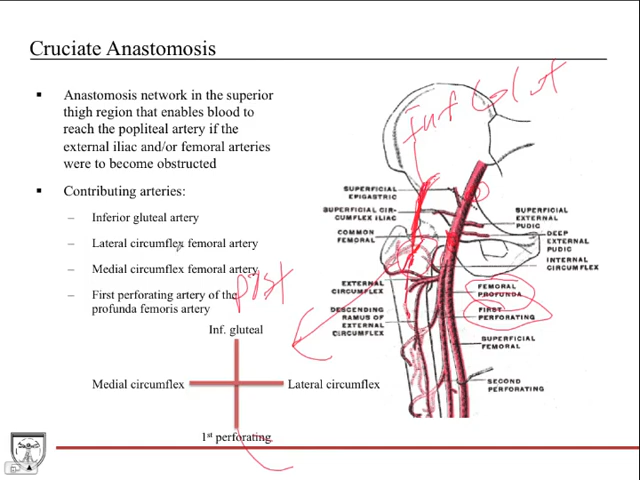 Cruciate Anastomosis
Anastomosis network in the superior
thigh region that enables blood to
reach the popliteal artery if the
external iliac and/or femoral arteries
were to become obstructed
Contributing arteries:
– Inferior gluteal artery
– Lateral circumflex femoral artery
– Medial circumflex femoral artery
– First perforating artery of the
profunda femoris artery
Inf. gluteal
Medial circumflex
Lateral circumflex
1st perforating
post
Inf
SUPERFICIAL
EPIGASTRIC
SUPERFICIAL CIR-
CUMFLEX ILIAC
COMMON
FEMORAL
EXTERNAL
CIRCUMFLEX
DESCENDING
RAMUS OF
EXTERNAL
CIRCUMFLEX
SUPERFICIAL
EXTERNAL
PUDIC
DEEP
EXTERNAL
PUDIC
INTERNAL
CIRCUMFLEX
FEMORAL
PROFUNDA
FIRST
PERFORATING
SUPERFICIAL
FEMORAL
SECOND
PERFORATING